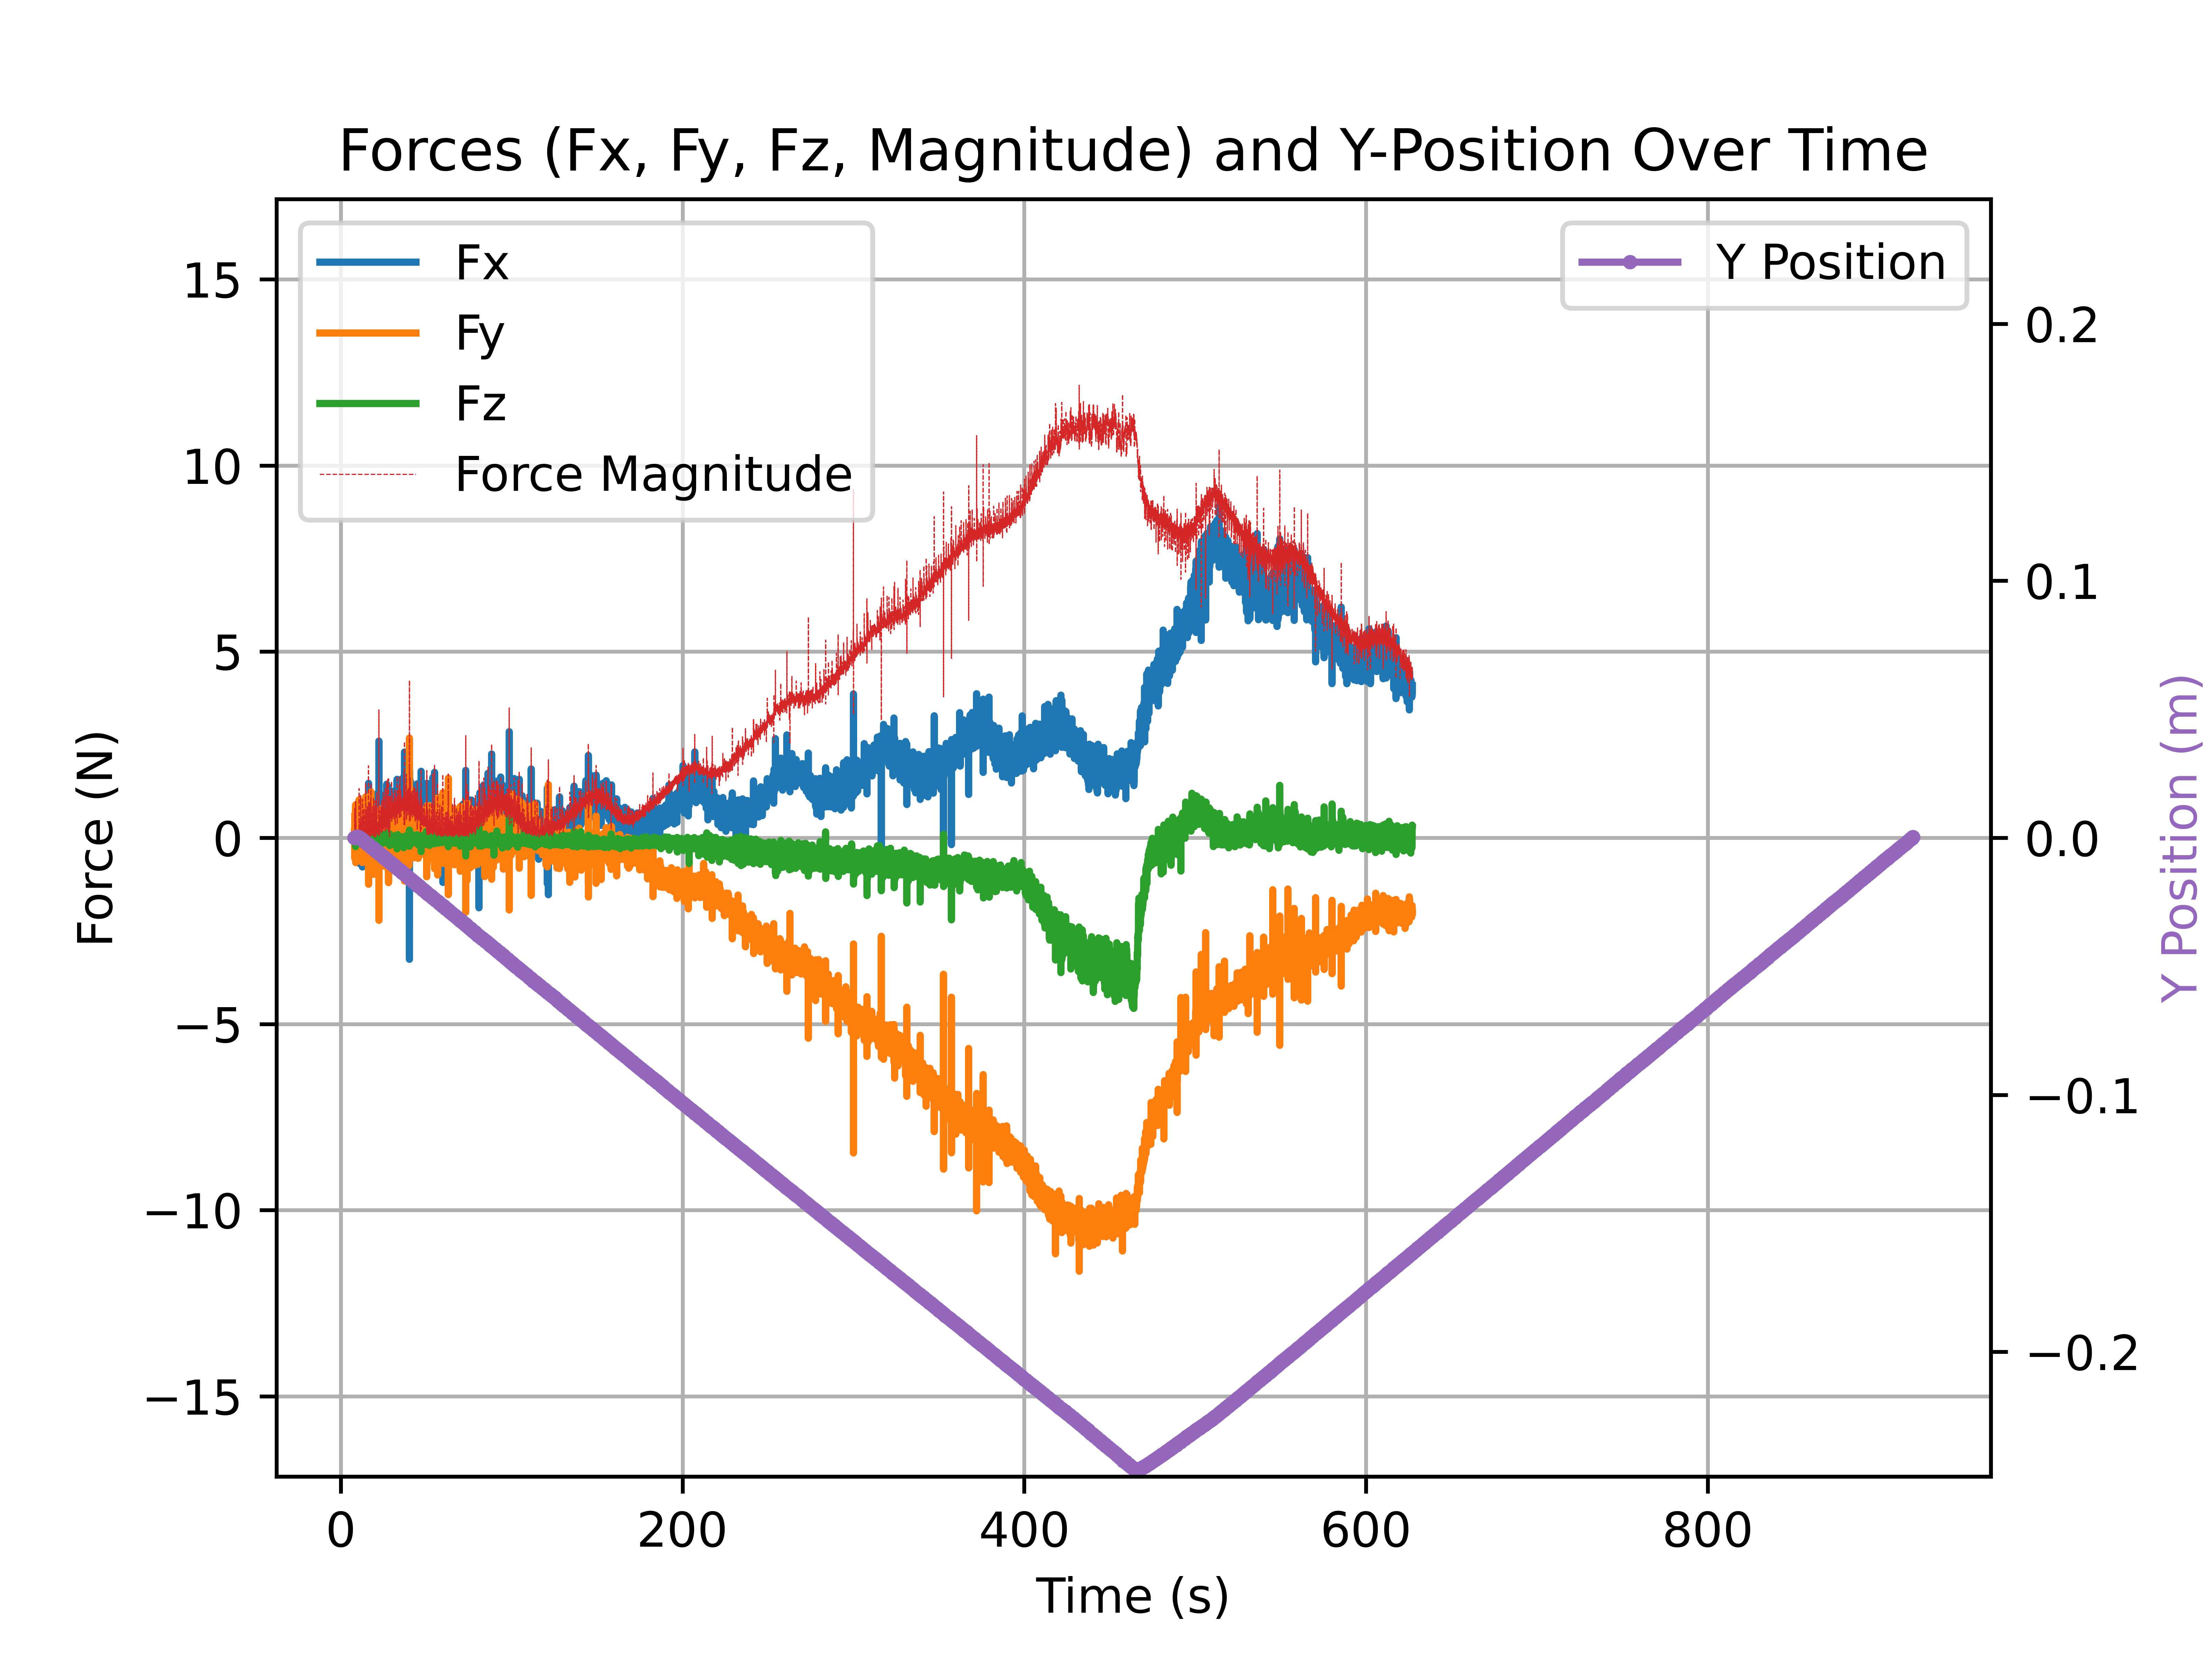 Forces (Fx, Fy, Fz, Magnitude) and Y-Position Over Time
Fx
Fy
Fz
Force Magnitude
Y Position
15
10
5
0
−5
−10
−15
Force (N)
0.2
0.1
0.0
−0.1
−0.2
Y Position (m)
0
200
400
600
800
Time (s)